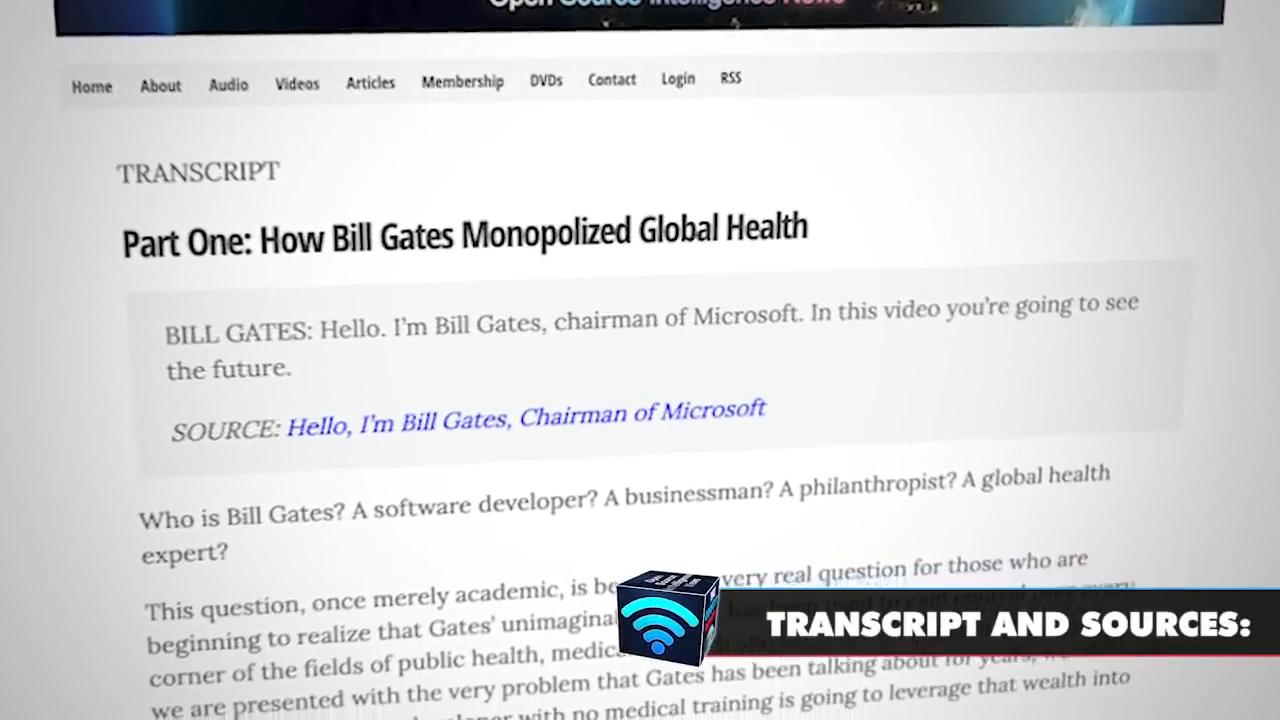 Open Source Intelligence News
Home About Audio Videos Articles Membership DVDs Contact Login RSS
TRANSCRIPT
Part One: How Bill Gates Monopolized Global Health
BILL GATES: Hello. I'm Bill Gates, chairman of Microsoft. In this video you're going to see
the future.
SOURCE: Hello, I'm Bill Gates, Chairman of Microsoft
Who is Bill Gates? A software developer? A businessman? A philanthropist? A global health
expert?
This question, once merely academic, is very real question for those who are
beginning to realize that Gates'
corner of the fields of public health,
TRANSCRIPT AND SOURCES:
we are presented with the very problem that Gates has been talking about for years,
with no medical training is going to leverage that wealth into